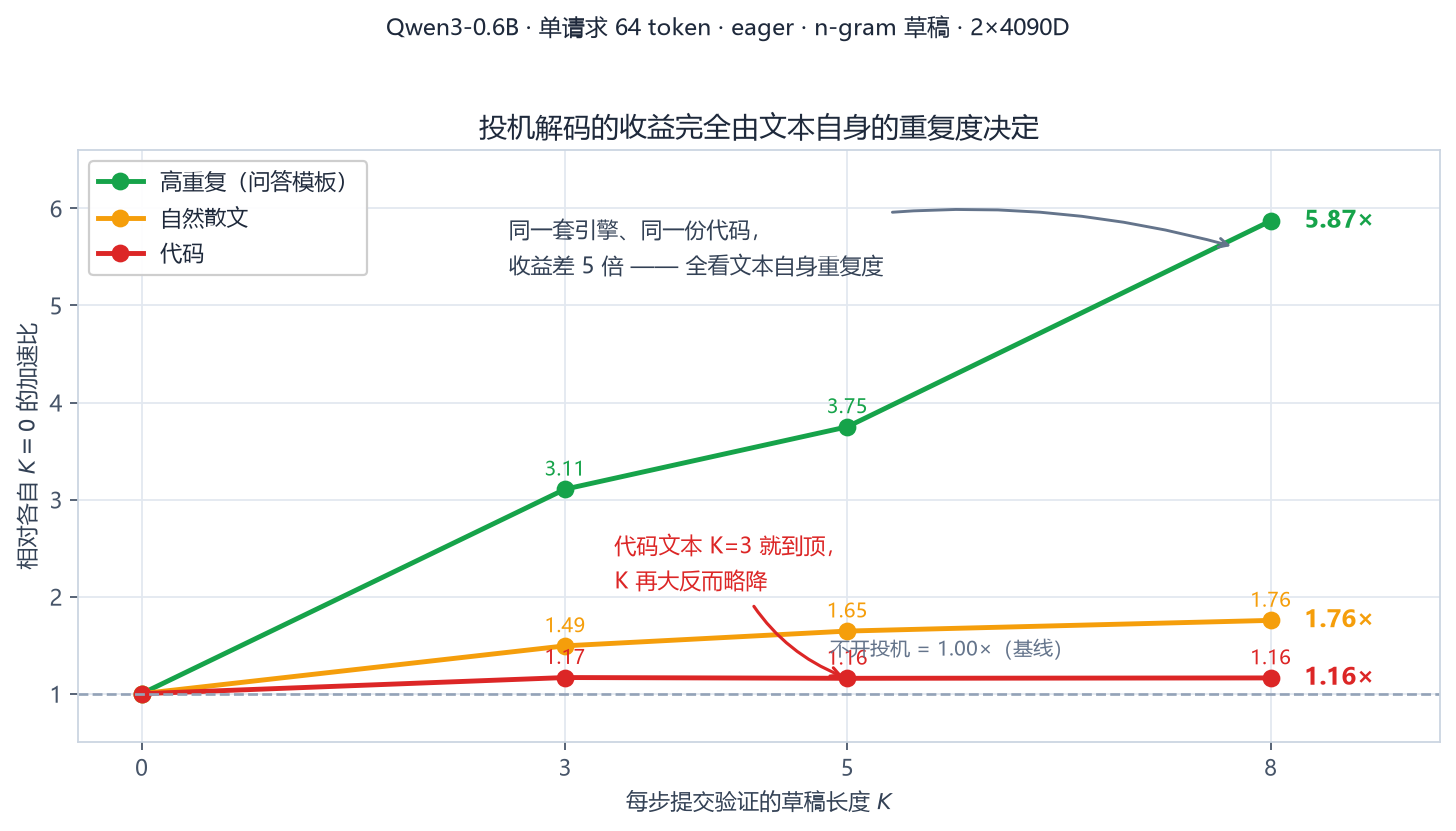 Qwen3-0.6B · 单请求 64 token · eager · n-gram 草稿 · 2×4090D
投机解码的收益完全由文本自身的重复度决定
高重复（问答模板）
自然散文
代码
同一套引擎、同一份代码，
收益差 5 倍 —— 全看文本自身重复度
5.87×
3.75
3.11
代码文本 K=3 就到顶，
K 再大反而略降
1.49
1.65
1.76
1.76×
不开投机 = 1.00×（基线）
1.17
1.16
1.16
1.16×
6
5
4
3
2
1
0
3
5
8
相对各自 K = 0 的加速比
每步提交验证的草稿长度 K